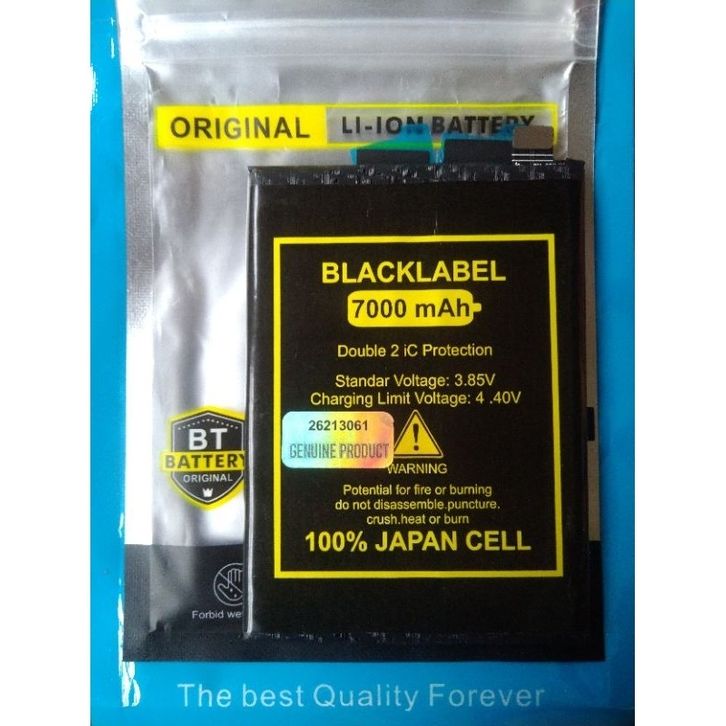 ORIGINAL LI-ION BATTERY
BLACKLABEL
7000 mAh
Double 2 iC Protection
Standar Voltage: 3.85V
Charging Limit Voltage: 4 .40V
26213061
GENUINE PRODUCT
WARNING
Potential for fire or burning
do not disassemble.puncture.
crush.heat or burn
100% JAPAN CELL
BT
BATTERY
ORIGINAL
Forbid
The best Quality Forever